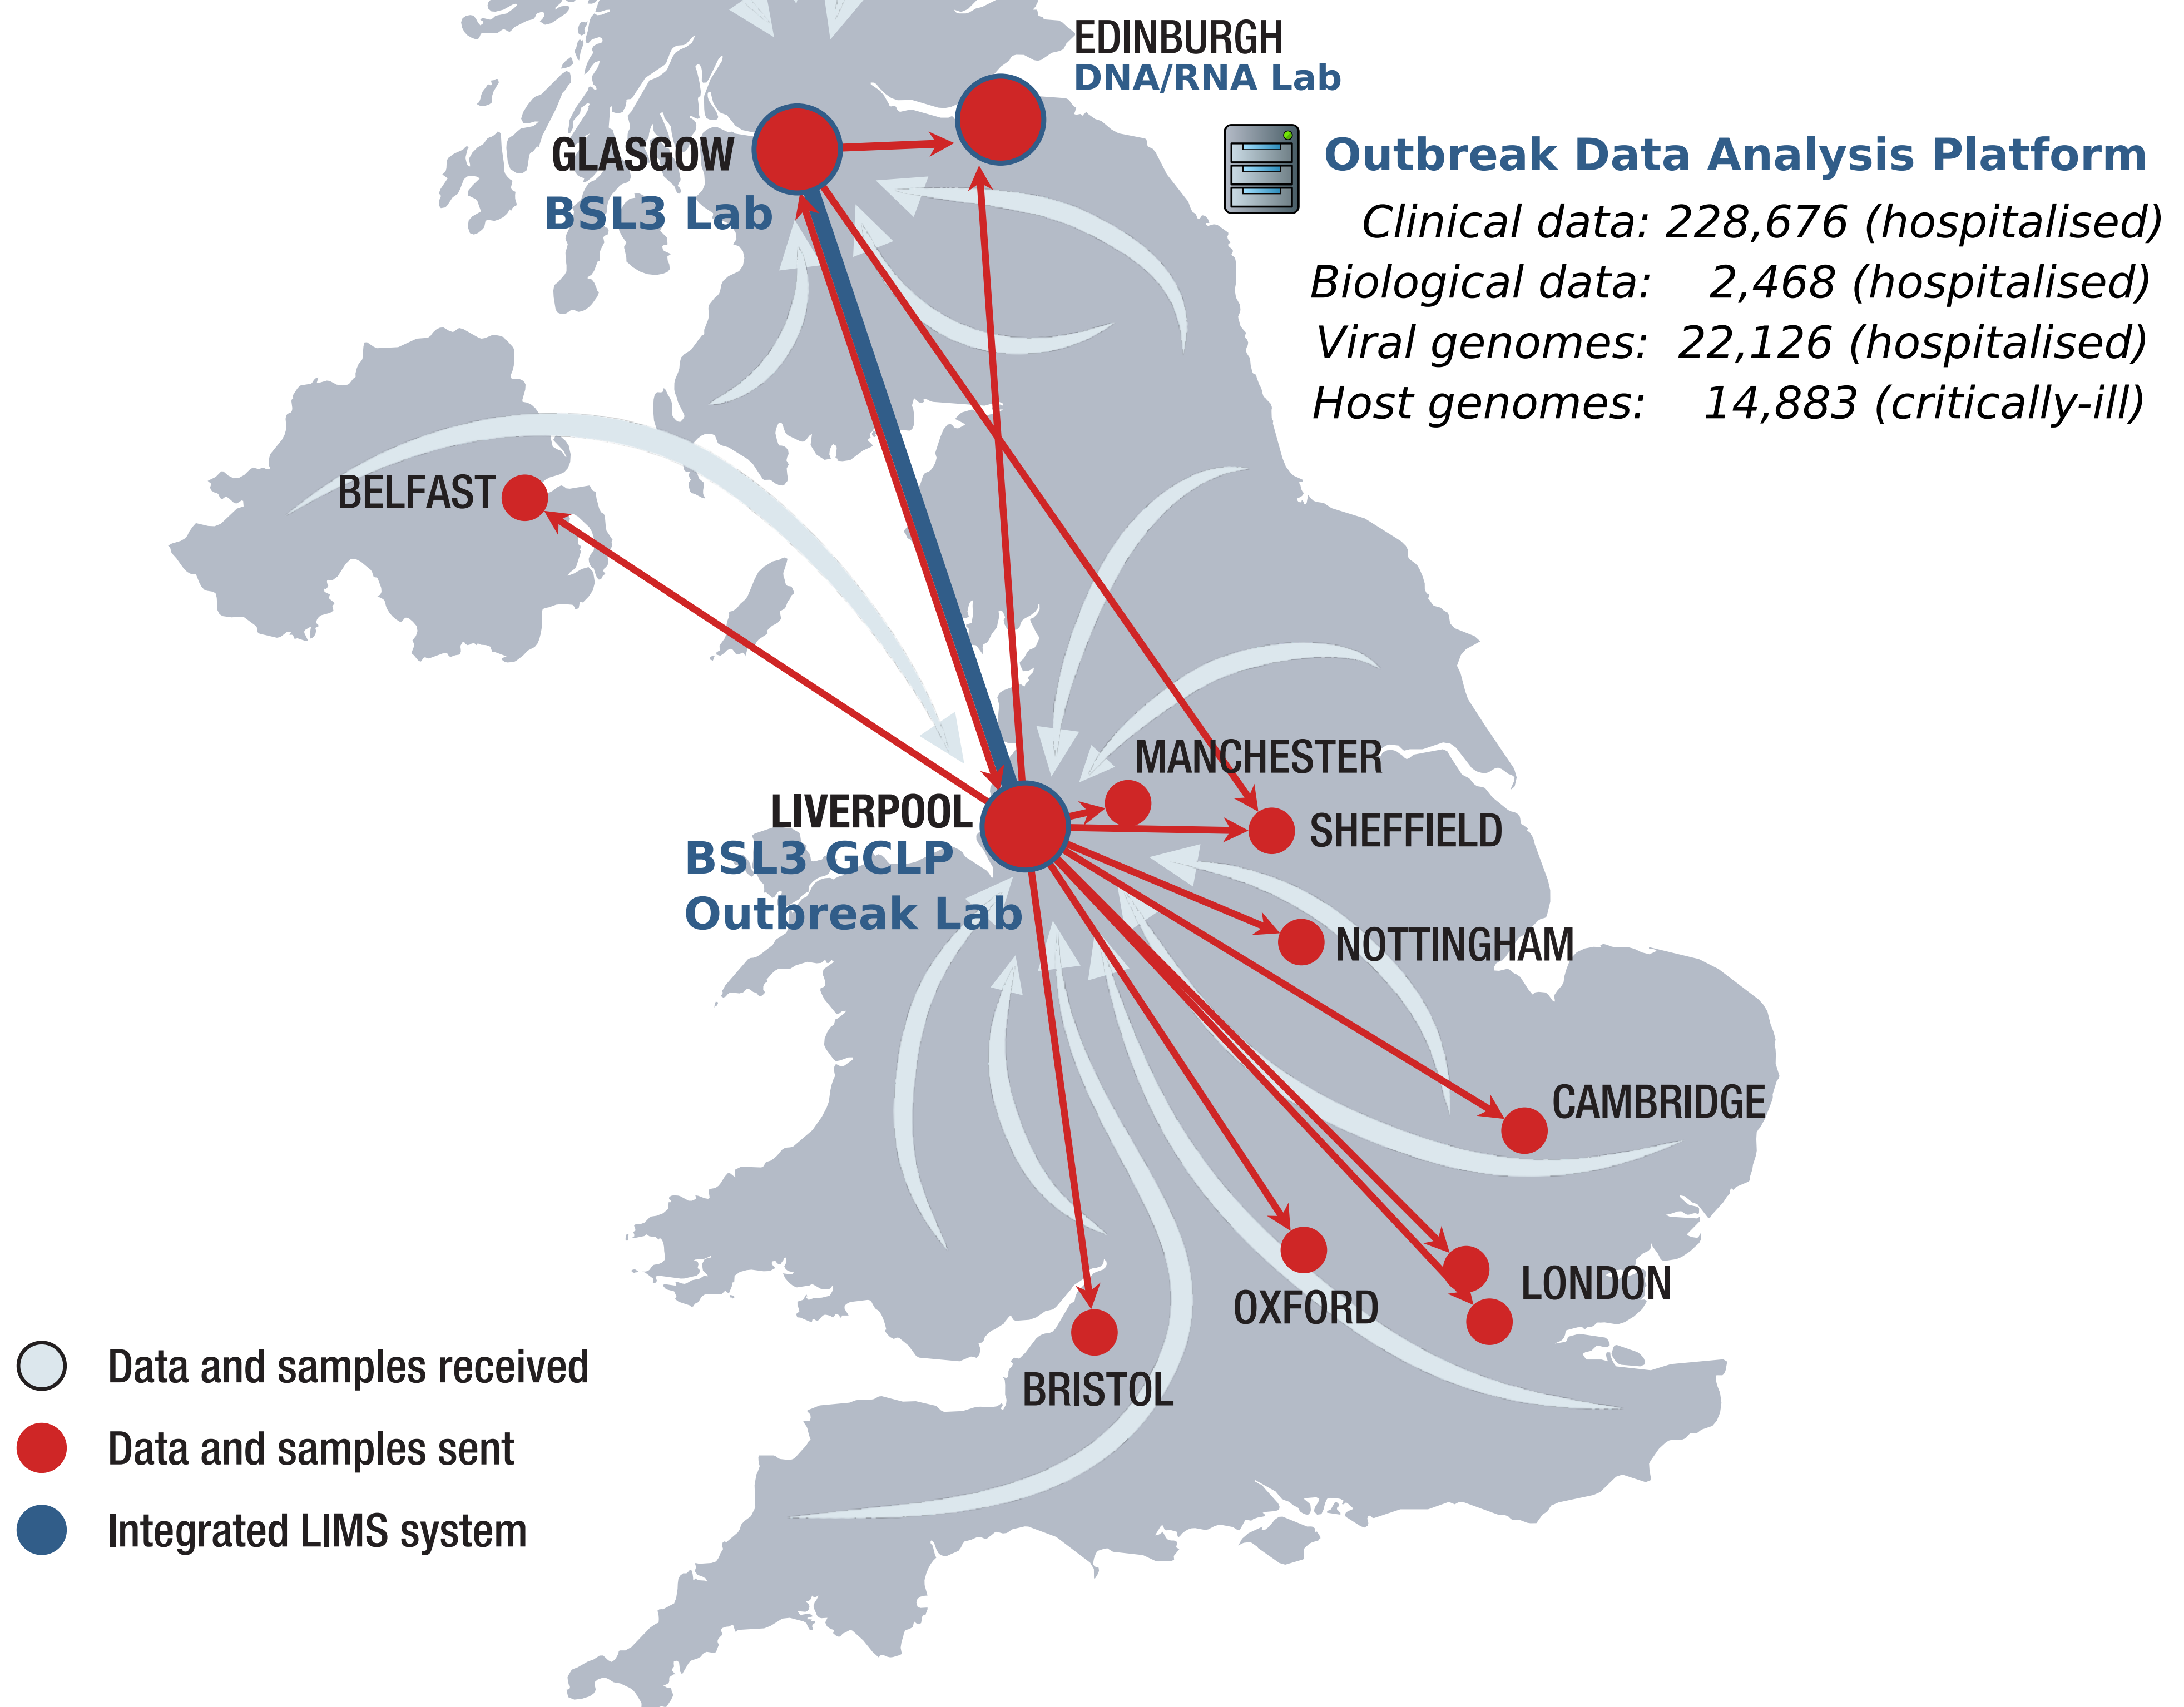 EDINBURGH
DNA/RNA Lab
GLASGOW
BSL3 Lab
Outbreak Data Analysis Platform
Clinical data: 228,676 (hospitalised)
Biological data: 2,468 (hospitalised)
Viral genomes: 22,126 (hospitalised)
Host genomes: 14,883 (critically-ill)
BELFAST
MANCHESTER
LIVERPOOL
BSL3 GCLP
Outbreak Lab
SHEFFIELD
NOTTINGHAM
CAMBRIDGE
LONDON
OXFORD
BRISTOL
Data and samples received
Data and samples sent
Integrated LIMS system